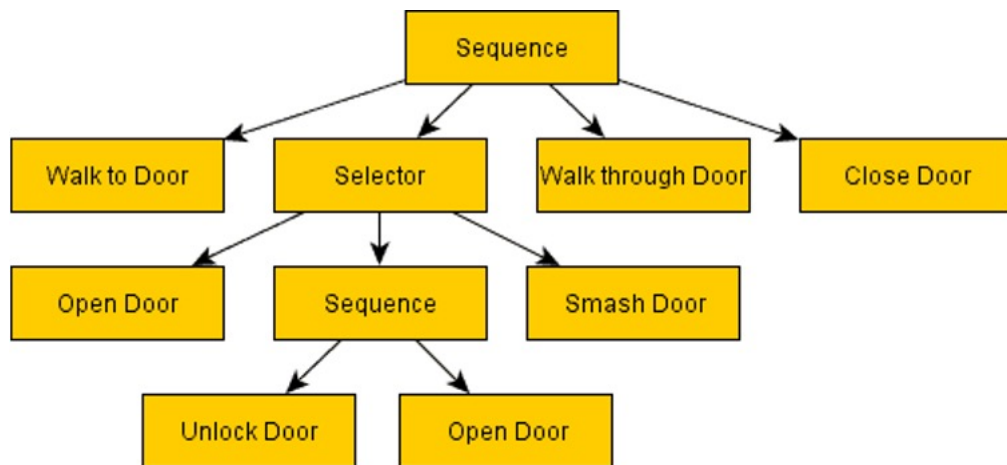 Sequence
Walk to Door
Selector
Walk through Door
Close Door
Open Door
Sequence
Smash Door
Unlock Door
Open Door